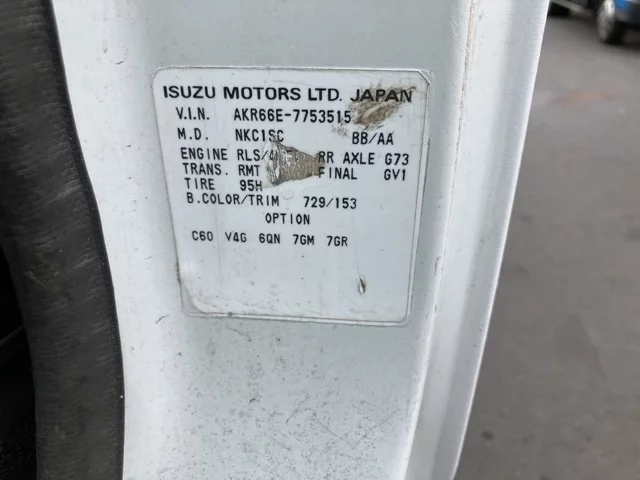 ISUZU MOTORS LTD. JAPAN
V.I.N. AKR66E-7753515
M.D. NKC1SC BB/AA
ENGINE RLS/ RR AXLE G73
TRANS. RMT FINAL GV1
TIRE 95H
B.COLOR/TRIM 729/153
OPTION
C60 V4G 6QN 7GM 7GR